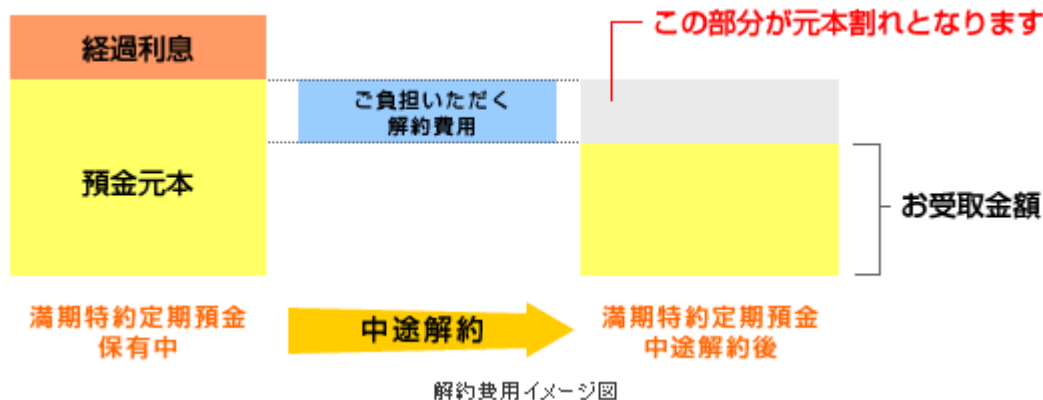 この部分が元本割れとなります
経過利息
ご負担いただく
解約費用
預金元本
お受取金額
満期特約定期預金
保有中
中途解約
満期特約定期預金
中途解約後
解約費用イメージ図